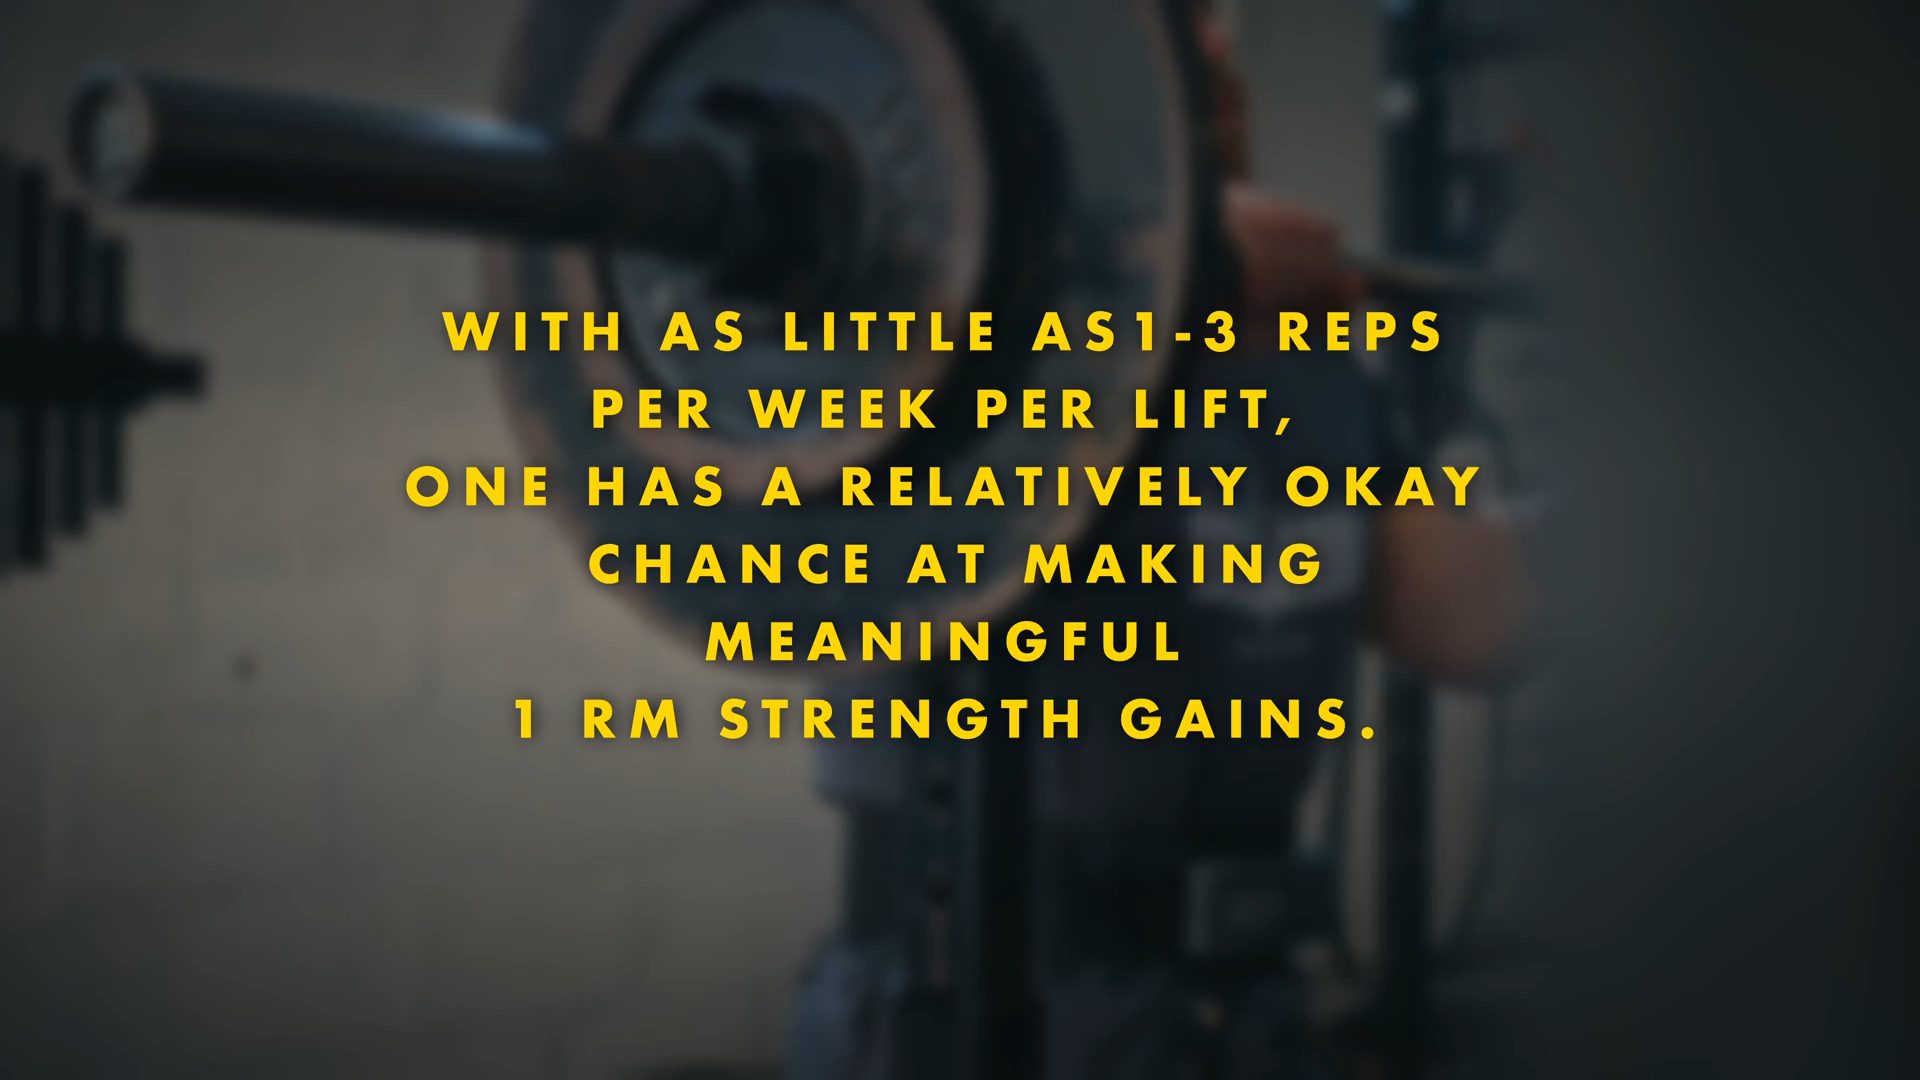 WITH AS LITTLE AS1-3 REPS
PER WEEK PER LIFT,
ONE HAS A RELATIVELY OKAY
CHANCE AT MAKING
MEANINGFUL
1 RM STRENGTH GAINS.